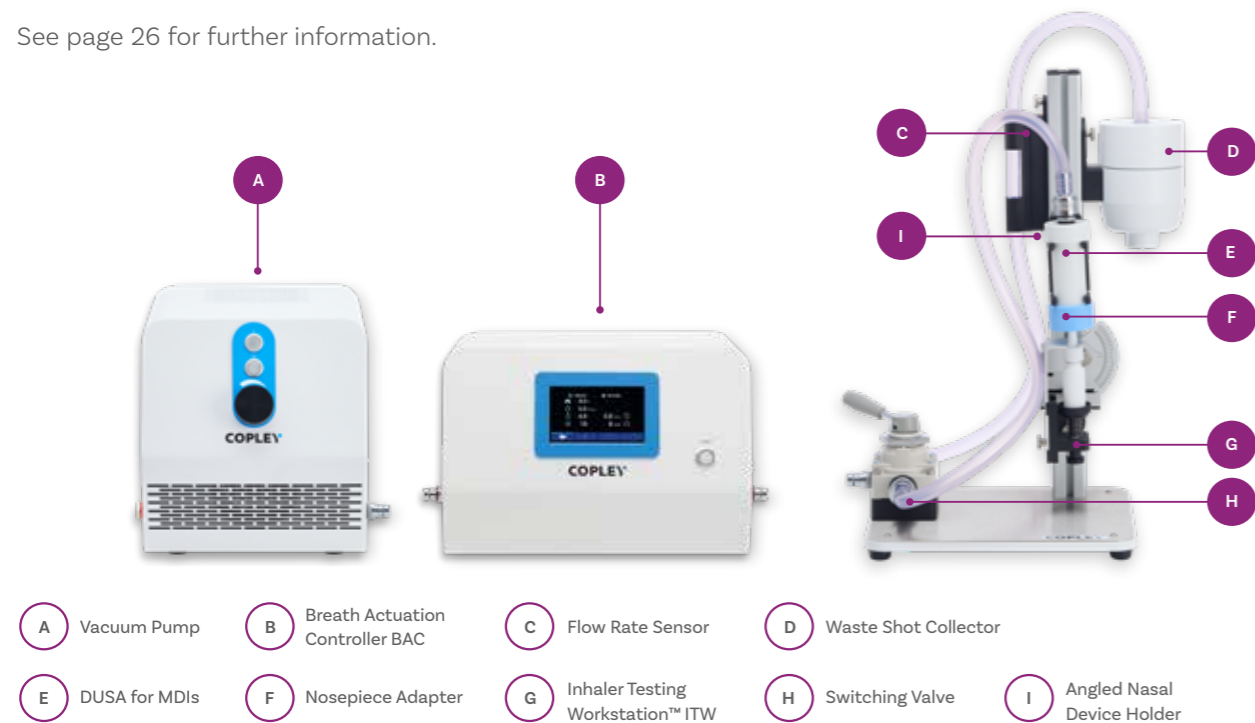 See page 26 for further information.
A
B
C
D
I
E
F
G
H
COPLEY
COPLEY
COPLEY
A Vacuum Pump
B Breath Actuation
Controller BAC
C Flow Rate Sensor
D Waste Shot Collector
E DUSA for MDIs
F Nosepiece Adapter
G Inhaler Testing
Workstation™ ITW
H Switching Valve
I Angled Nasal
Device Holder